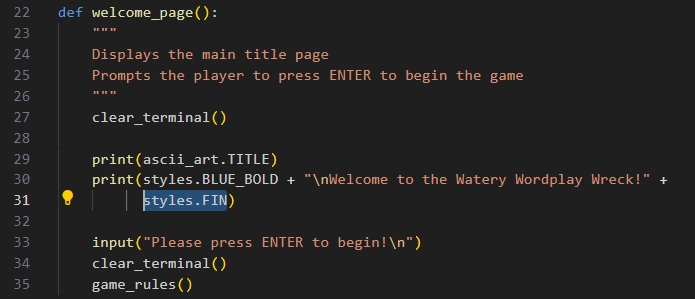 22 def welcome_page():
23     """
24     Displays the main title page
25     Prompts the player to press ENTER to begin the game
26     """
27     clear_terminal()
28
29     print(ascii_art.TITLE)
30     print(styles.BLUE_BOLD + "\nWelcome to the Watery Wordplay Wreck!" +
31           styles.FIN)
32
33     input("Please press ENTER to begin!\n")
34     clear_terminal()
35     game_rules()